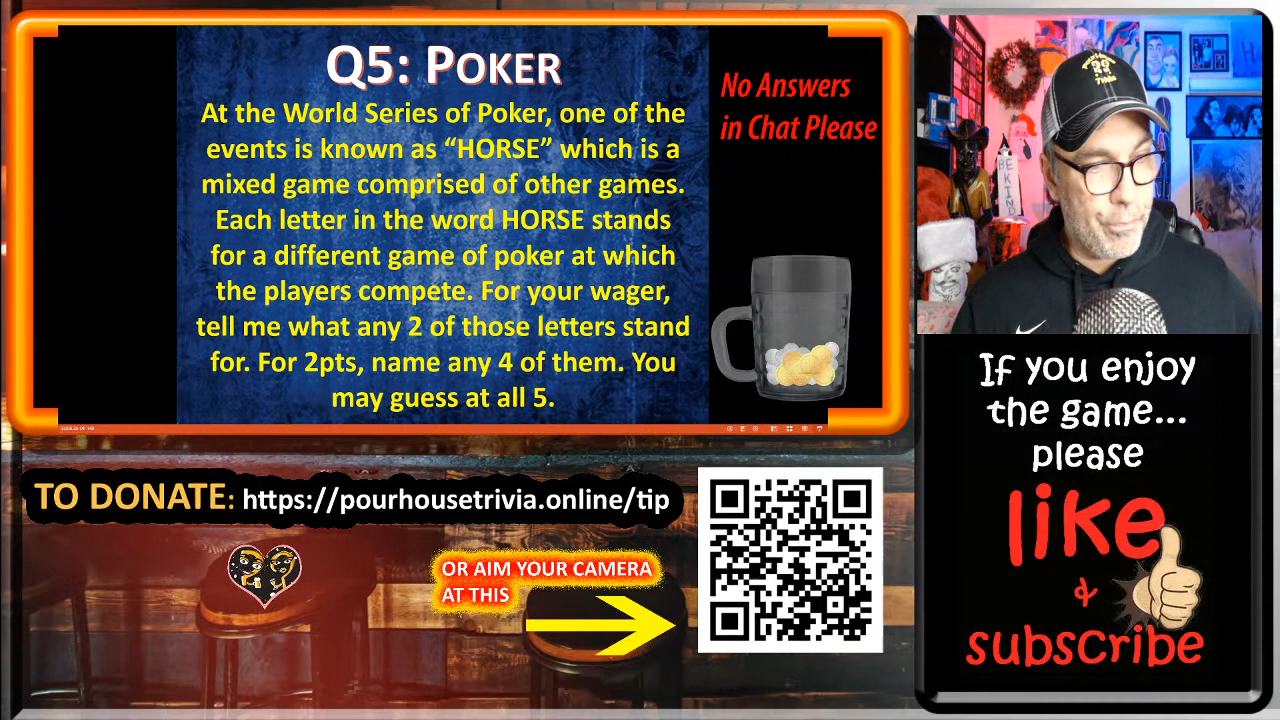 Q5: POKER
At the World Series of Poker, one of the
events is known as “HORSE” which is a
mixed game comprised of other games.
Each letter in the word HORSE stands
for a different game of poker at which
the players compete. For your wager,
tell me what any 2 of those letters stand
for. For 2pts, name any 4 of them. You
may guess at all 5.
No Answers
in Chat Please
BE KIND
If you enjoy
the game...
please
like
&
subscribe
TO DONATE: https://pourhousetrivia.online/tip
OR AIM YOUR CAMERA
AT THIS